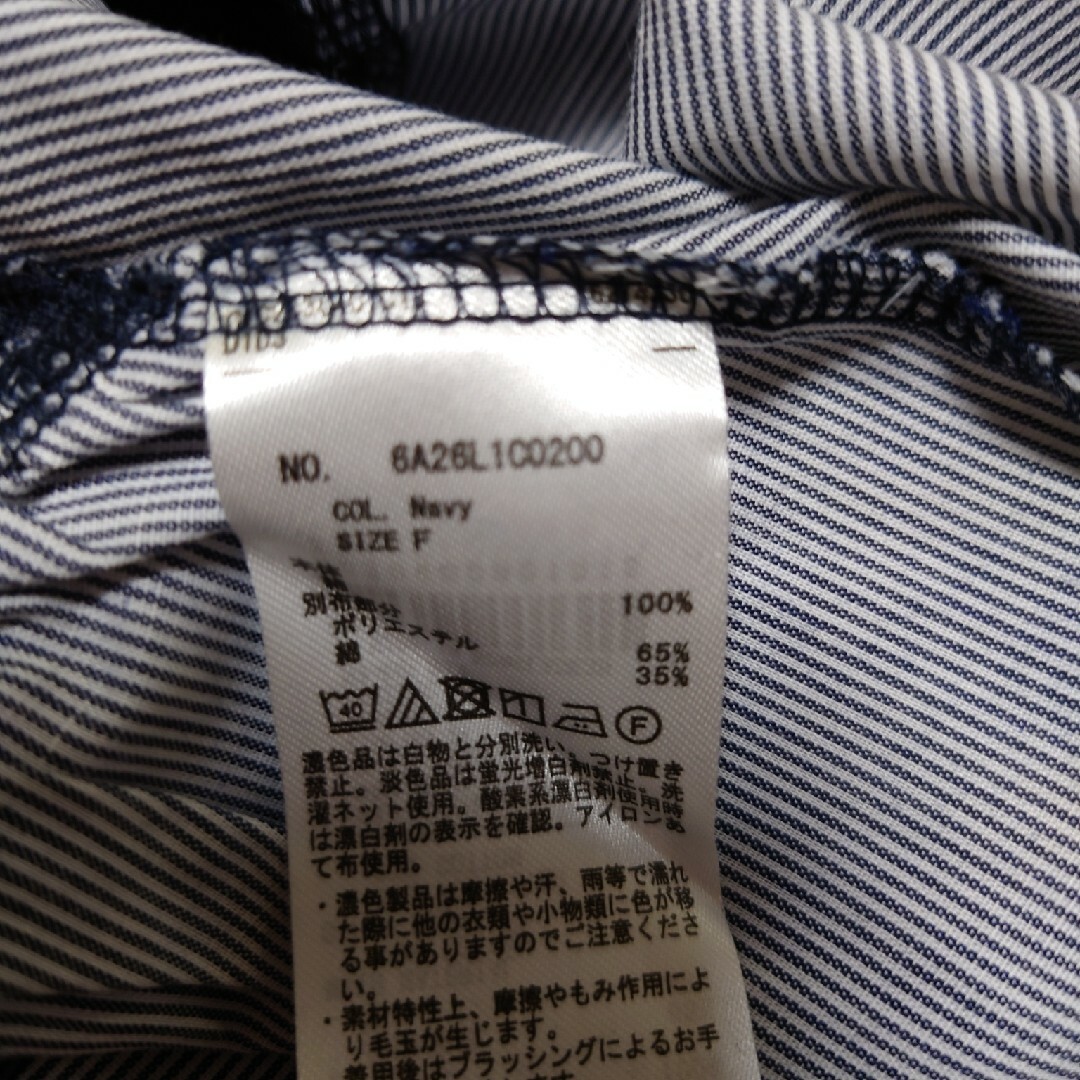 D1D3
NO. 6A26L1C0200
COL. Navy
SIZE F
綿 100%
別布部分
ポリエステル 65%
綿 35%
40
F
濃色品は白物と分別洗い、つけ置き
禁止。淡色品は蛍光増白剤禁止。洗
濯ネット使用。酸素系漂白剤使用時
は漂白剤の表示を確認。アイロンあ
て布使用。
・濃色製品は摩擦や汗、雨等で濡れ
た際に他の衣類や小物類に色が移
る事がありますのでご注意くださ
い。
・素材特性上、摩擦やもみ作用によ
り毛玉が生じます。
着用後はブラッシングによるお手